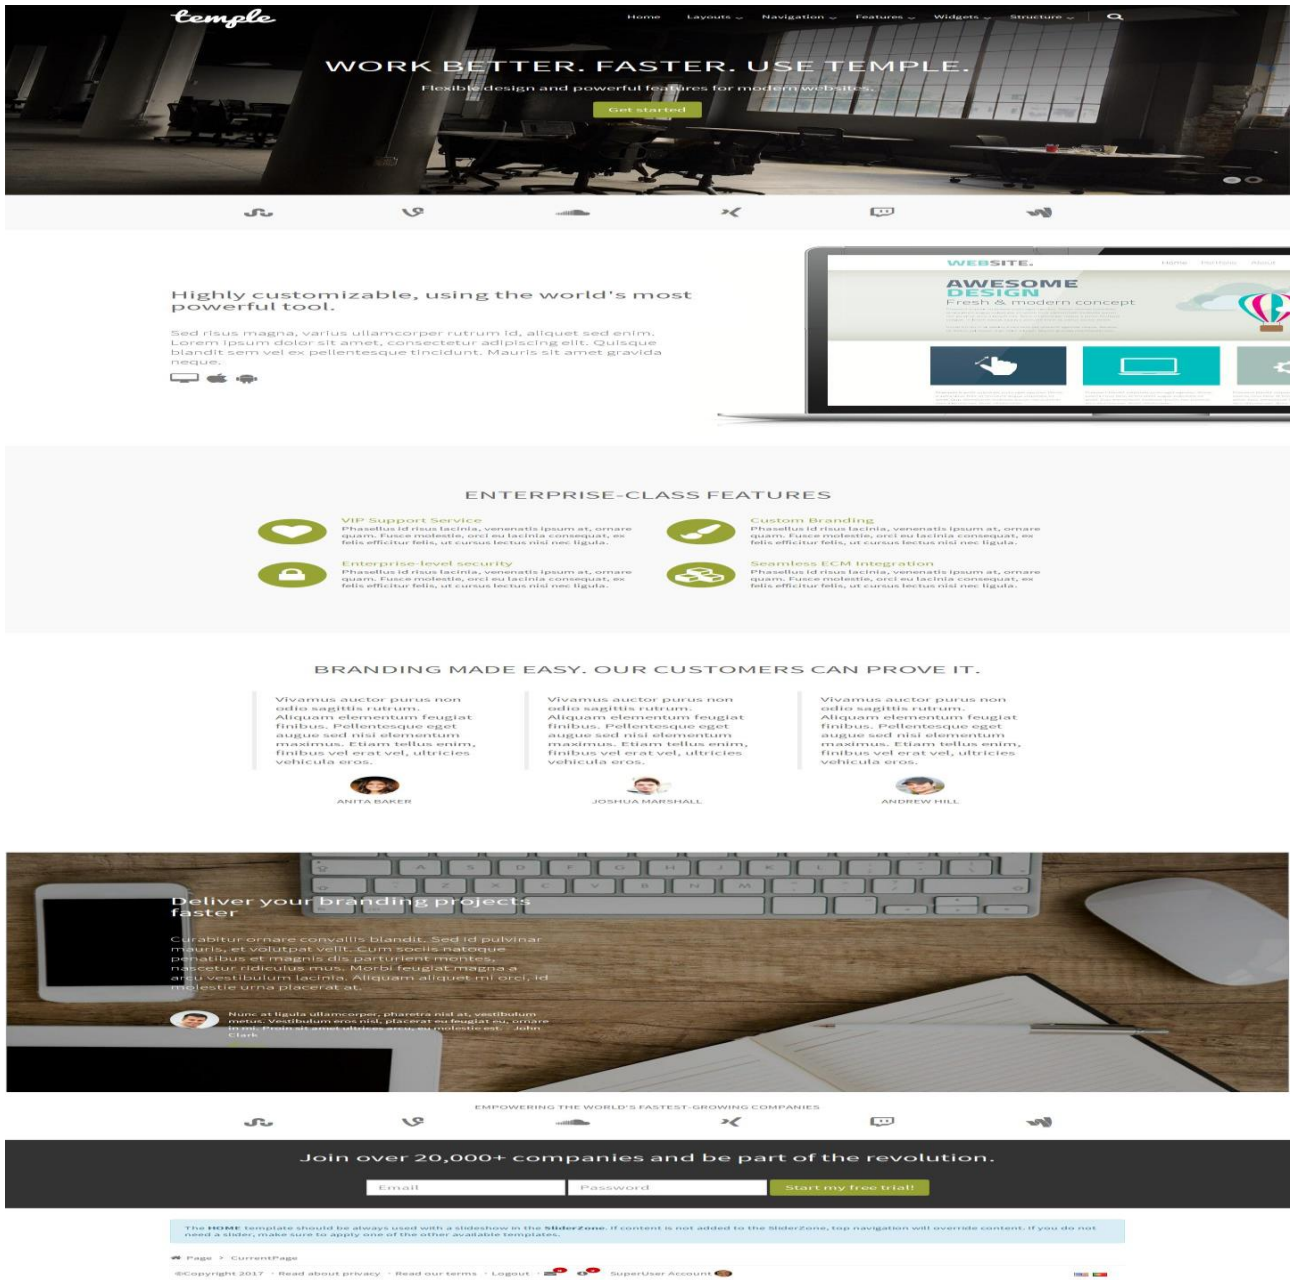 temple
Home Layouts Navigation Features Widgets Structure
WORK BETTER. FASTER. USE TEMPLE.
Flexible design and powerful features for modern websites.
Get started
WEBSITE.
Home Portfolio About
AWESOME
DESIGN
Fresh & modern concept
Highly customizable, using the world's most
powerful tool.
Sed risus magna, varius ullamcorper rutrum id, aliquet sed enim.
Lorem ipsum dolor sit amet, consectetur adipiscing elit. Quisque
blandit sem vel ex pellentesque tincidunt. Mauris sit amet gravida
neque.
ENTERPRISE-CLASS FEATURES
VIP Support Service
Phasellus id risus lacinia, venenatis ipsum at, ornare
quam. Fusce molestie, orci eu lacinia consequat, ex
felis efficitur felis, ut cursus lectus nisi nec ligula.
Custom Branding
Phasellus id risus lacinia, venenatis ipsum at, ornare
quam. Fusce molestie, orci eu lacinia consequat, ex
felis efficitur felis, ut cursus lectus nisi nec ligula.
Enterprise-level security
Phasellus id risus lacinia, venenatis ipsum at, ornare
quam. Fusce molestie, orci eu lacinia consequat, ex
felis efficitur felis, ut cursus lectus nisi nec ligula.
Seamless ECM Integration
Phasellus id risus lacinia, venenatis ipsum at, ornare
quam. Fusce molestie, orci eu lacinia consequat, ex
felis efficitur felis, ut cursus lectus nisi nec ligula.
BRANDING MADE EASY. OUR CUSTOMERS CAN PROVE IT.
Vivamus auctor purus non
odio sagittis rutrum.
Aliquam elementum feugiat
finibus. Pellentesque eget
augue sed nisi elementum
maximus. Etiam tellus enim,
finibus vel erat vel, ultricies
vehicula eros.
ANITA BAKER
Vivamus auctor purus non
odio sagittis rutrum.
Aliquam elementum feugiat
finibus. Pellentesque eget
augue sed nisi elementum
maximus. Etiam tellus enim,
finibus vel erat vel, ultricies
vehicula eros.
JOSHUA MARSHALL
Vivamus auctor purus non
odio sagittis rutrum.
Aliquam elementum feugiat
finibus. Pellentesque eget
augue sed nisi elementum
maximus. Etiam tellus enim,
finibus vel erat vel, ultricies
vehicula eros.
ANDREW HILL
A S D F G H J K L
Z X C V B N M
Deliver your branding projects
faster
Curabitur ornare convallis blandit. Sed id pulvinar
mauris, et volutpat velit. Cum sociis natoque
penatibus et magnis dis parturient montes,
nascetur ridiculus mus. Morbi feugiat magna a
arcu vestibulum lacinia. Aliquam aliquet mi orci, id
molestie urna placerat at.
Nunc at ligula ullamcorper, pharetra nisl at, vestibulum
metus. Vestibulum eros nisl, placerat eu feugiat eu, ornare
in mi. Proin sit amet ultrices arcu, eu molestie est. - John
Clark
EMPOWERING THE WORLD'S FASTEST-GROWING COMPANIES
Join over 20,000+ companies and be part of the revolution.
Email Password Start my free trial!
The HOME template should be always used with a slideshow in the SliderZone. If content is not added to the SliderZone, top navigation will override content. If you do not
need a slider, make sure to apply one of the other available templates.
Page > CurrentPage
©Copyright 2017 · Read about privacy · Read our terms · Logout · SuperUser Account